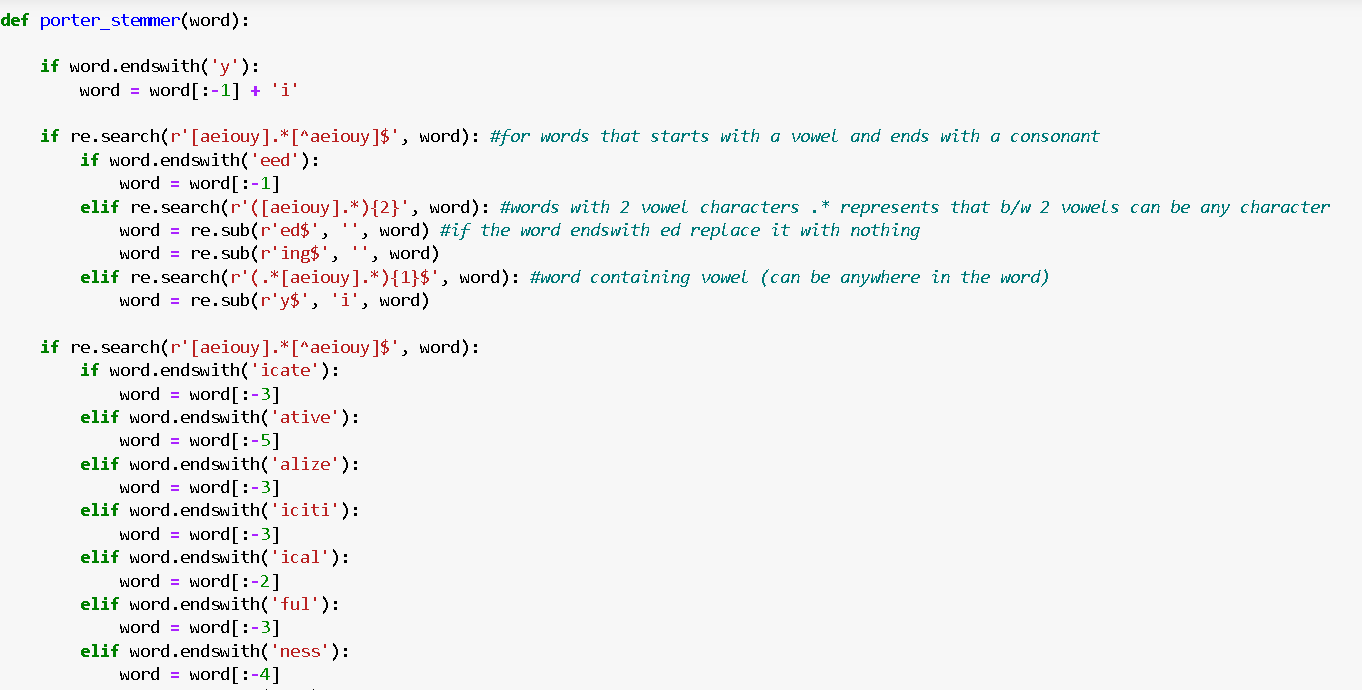 def porter_stemmer(word):
    if word.endswith('y'):
        word = word[:-1] + 'i'
    if re.search(r'[aeiouy].*[^aeiouy]$', word): #for words that starts with a vowel and ends with a consonant
        if word.endswith('eed'):
            word = word[:-1]
        elif re.search(r'([aeiouy].*){2}', word): #words with 2 vowel characters .* represents that b/w 2 vowels can be any character
            word = re.sub(r'ed$', '', word) #if the word endswith ed replace it with nothing
            word = re.sub(r'ing$', '', word)
        elif re.search(r'(.*[aeiouy].*){1}$', word): #word containing vowel (can be anywhere in the word)
            word = re.sub(r'y$', 'i', word)
    if re.search(r'[aeiouy].*[^aeiouy]$', word):
        if word.endswith('icate'):
            word = word[:-3]
        elif word.endswith('ative'):
            word = word[:-5]
        elif word.endswith('alize'):
            word = word[:-3]
        elif word.endswith('iciti'):
            word = word[:-3]
        elif word.endswith('ical'):
            word = word[:-2]
        elif word.endswith('ful'):
            word = word[:-3]
        elif word.endswith('ness'):
            word = word[:-4]